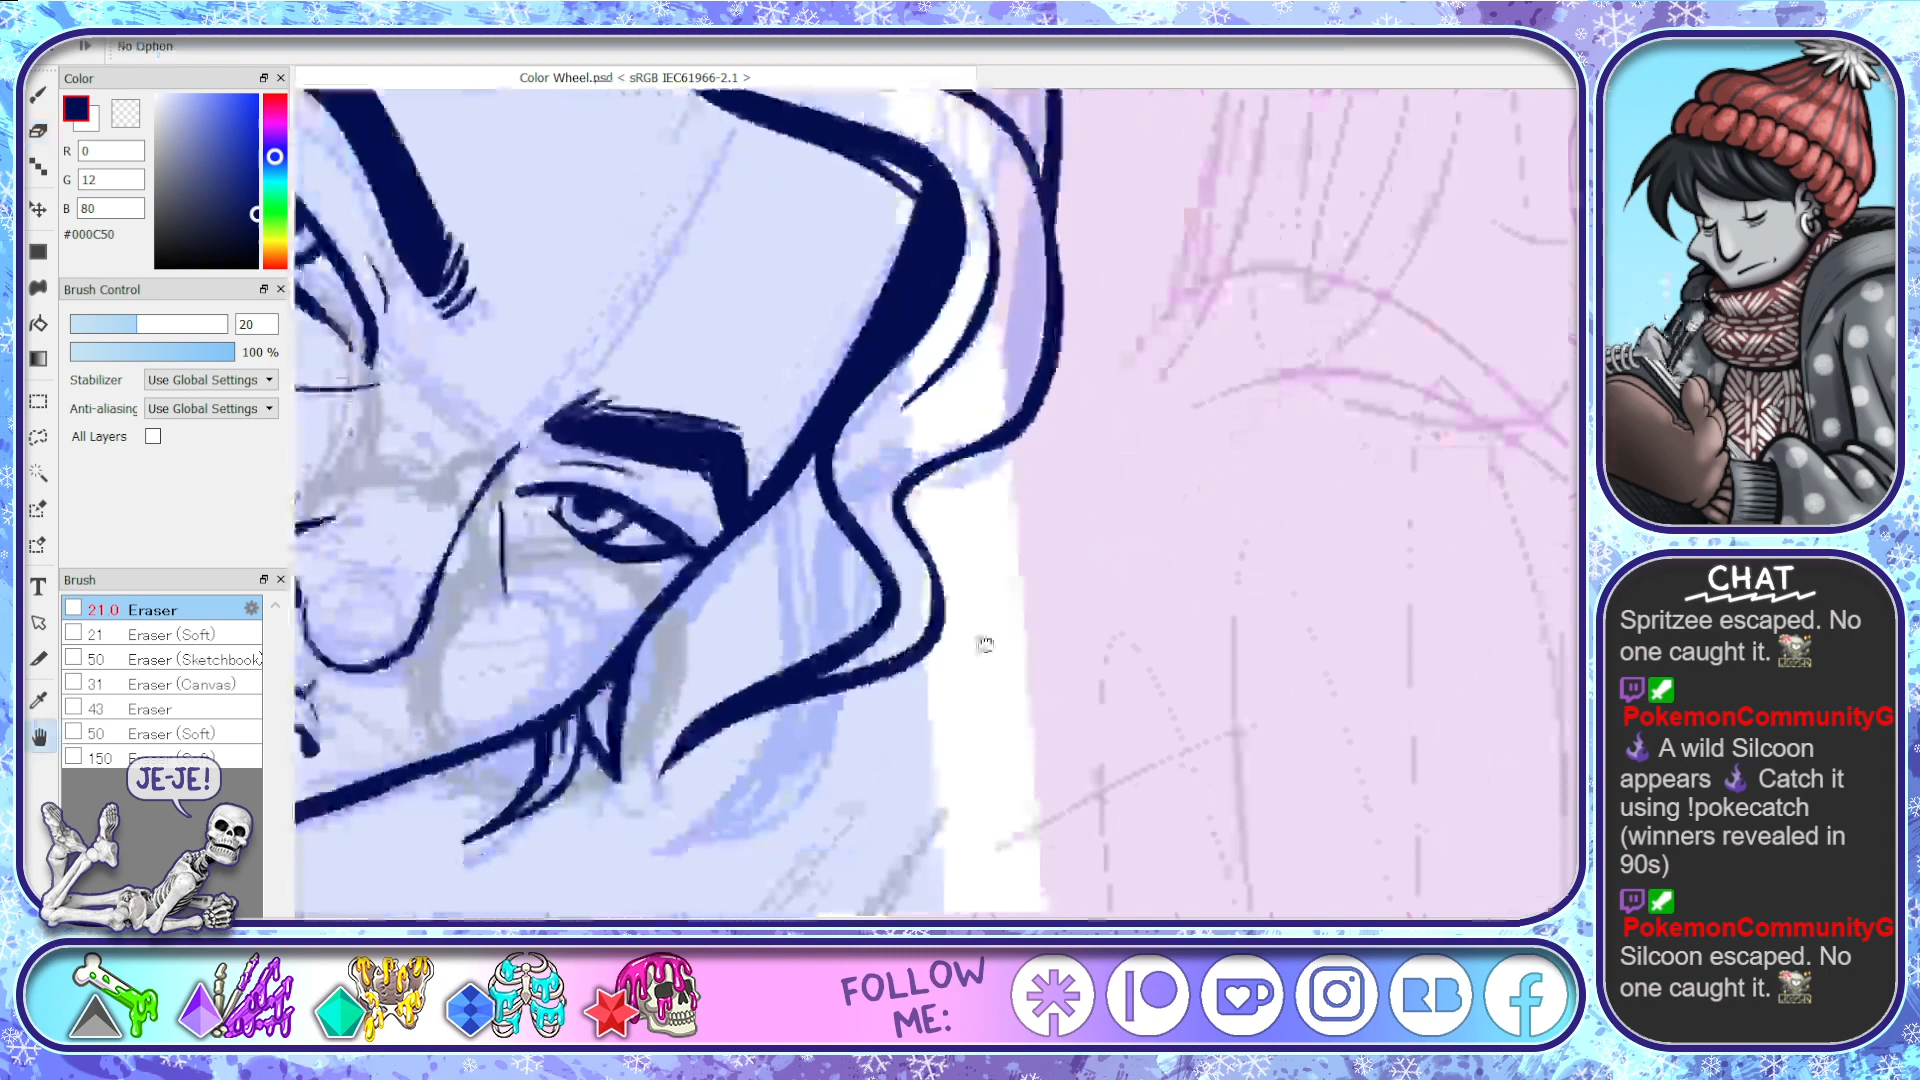 No Option
Color
Color Wheel.psd < sRGB IEC61966-2.1 >
R 0
G 12
B 80
#000C50
Brush Control
20
100 %
Stabilizer Use Global Settings
Anti-aliasing Use Global Settings
All Layers
T
Brush
21.0 Eraser
21 Eraser (Soft)
50 Eraser (Sketchbook)
31 Eraser (Canvas)
43 Eraser
50 Eraser (Soft)
150 Eraser (Soft)
JE-JE!
FOLLOW
ME:
RB
CHAT
Spritzee escaped. No
one caught it.
PokemonCommunityG
A wild Silcoon
appears Catch it
using !pokecatch
(winners revealed in
90s)
PokemonCommunityG
Silcoon escaped. No
one caught it.